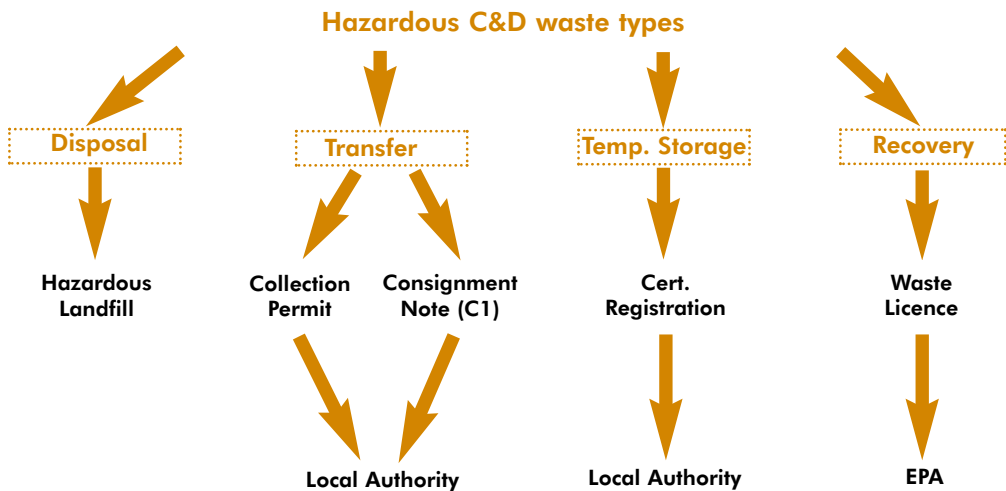 Hazardous C&D waste types
Disposal
Transfer
Temp. Storage
Recovery
Hazardous
Landfill
Collection
Permit
Consignment
Note (C1)
Cert.
Registration
Waste
Licence
Local Authority
Local Authority
EPA